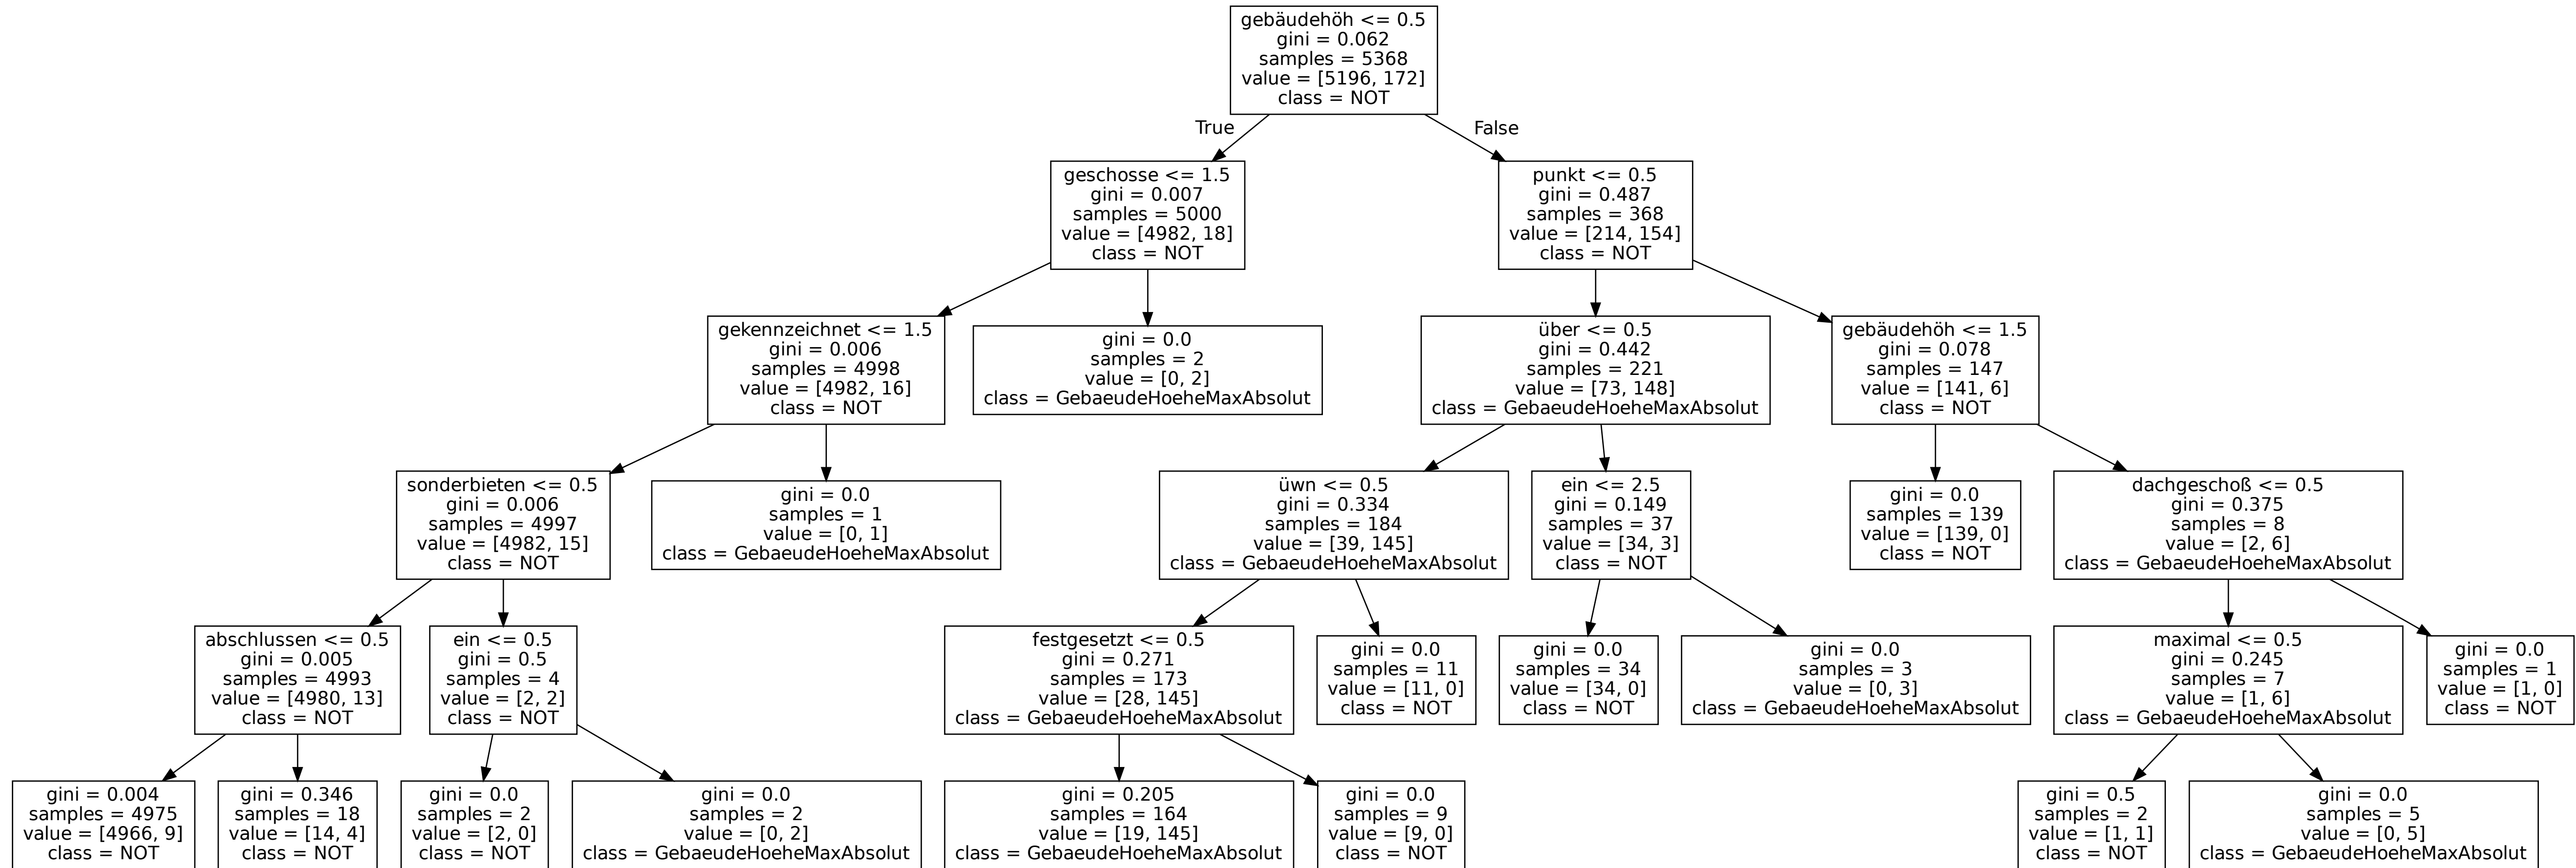 gebäudehöh <= 0.5
gini = 0.062
samples = 5368
value = [5196, 172]
class = NOT
True
False
geschosse <= 1.5
gini = 0.007
samples = 5000
value = [4982, 18]
class = NOT
punkt <= 0.5
gini = 0.487
samples = 368
value = [214, 154]
class = NOT
gekennzeichnet <= 1.5
gini = 0.006
samples = 4998
value = [4982, 16]
class = NOT
gini = 0.0
samples = 2
value = [0, 2]
class = GebaeudeHoeheMaxAbsolut
über <= 0.5
gini = 0.442
samples = 221
value = [73, 148]
class = GebaeudeHoeheMaxAbsolut
gebäudehöh <= 1.5
gini = 0.078
samples = 147
value = [141, 6]
class = NOT
sonderbieten <= 0.5
gini = 0.006
samples = 4997
value = [4982, 15]
class = NOT
gini = 0.0
samples = 1
value = [0, 1]
class = GebaeudeHoeheMaxAbsolut
üwn <= 0.5
gini = 0.334
samples = 184
value = [39, 145]
class = GebaeudeHoeheMaxAbsolut
ein <= 2.5
gini = 0.149
samples = 37
value = [34, 3]
class = NOT
gini = 0.0
samples = 139
value = [139, 0]
class = NOT
dachgeschoß <= 0.5
gini = 0.375
samples = 8
value = [2, 6]
class = GebaeudeHoeheMaxAbsolut
abschlussen <= 0.5
gini = 0.005
samples = 4993
value = [4980, 13]
class = NOT
ein <= 0.5
gini = 0.5
samples = 4
value = [2, 2]
class = NOT
festgesetzt <= 0.5
gini = 0.271
samples = 173
value = [28, 145]
class = GebaeudeHoeheMaxAbsolut
gini = 0.0
samples = 11
value = [11, 0]
class = NOT
gini = 0.0
samples = 34
value = [34, 0]
class = NOT
gini = 0.0
samples = 3
value = [0, 3]
class = GebaeudeHoeheMaxAbsolut
maximal <= 0.5
gini = 0.245
samples = 7
value = [1, 6]
class = GebaeudeHoeheMaxAbsolut
gini = 0.0
samples = 1
value = [1, 0]
class = NOT
gini = 0.004
samples = 4975
value = [4966, 9]
class = NOT
gini = 0.346
samples = 18
value = [14, 4]
class = NOT
gini = 0.0
samples = 2
value = [2, 0]
class = NOT
gini = 0.0
samples = 2
value = [0, 2]
class = GebaeudeHoeheMaxAbsolut
gini = 0.205
samples = 164
value = [19, 145]
class = GebaeudeHoeheMaxAbsolut
gini = 0.0
samples = 9
value = [9, 0]
class = NOT
gini = 0.5
samples = 2
value = [1, 1]
class = NOT
gini = 0.0
samples = 5
value = [0, 5]
class = GebaeudeHoeheMaxAbsolut